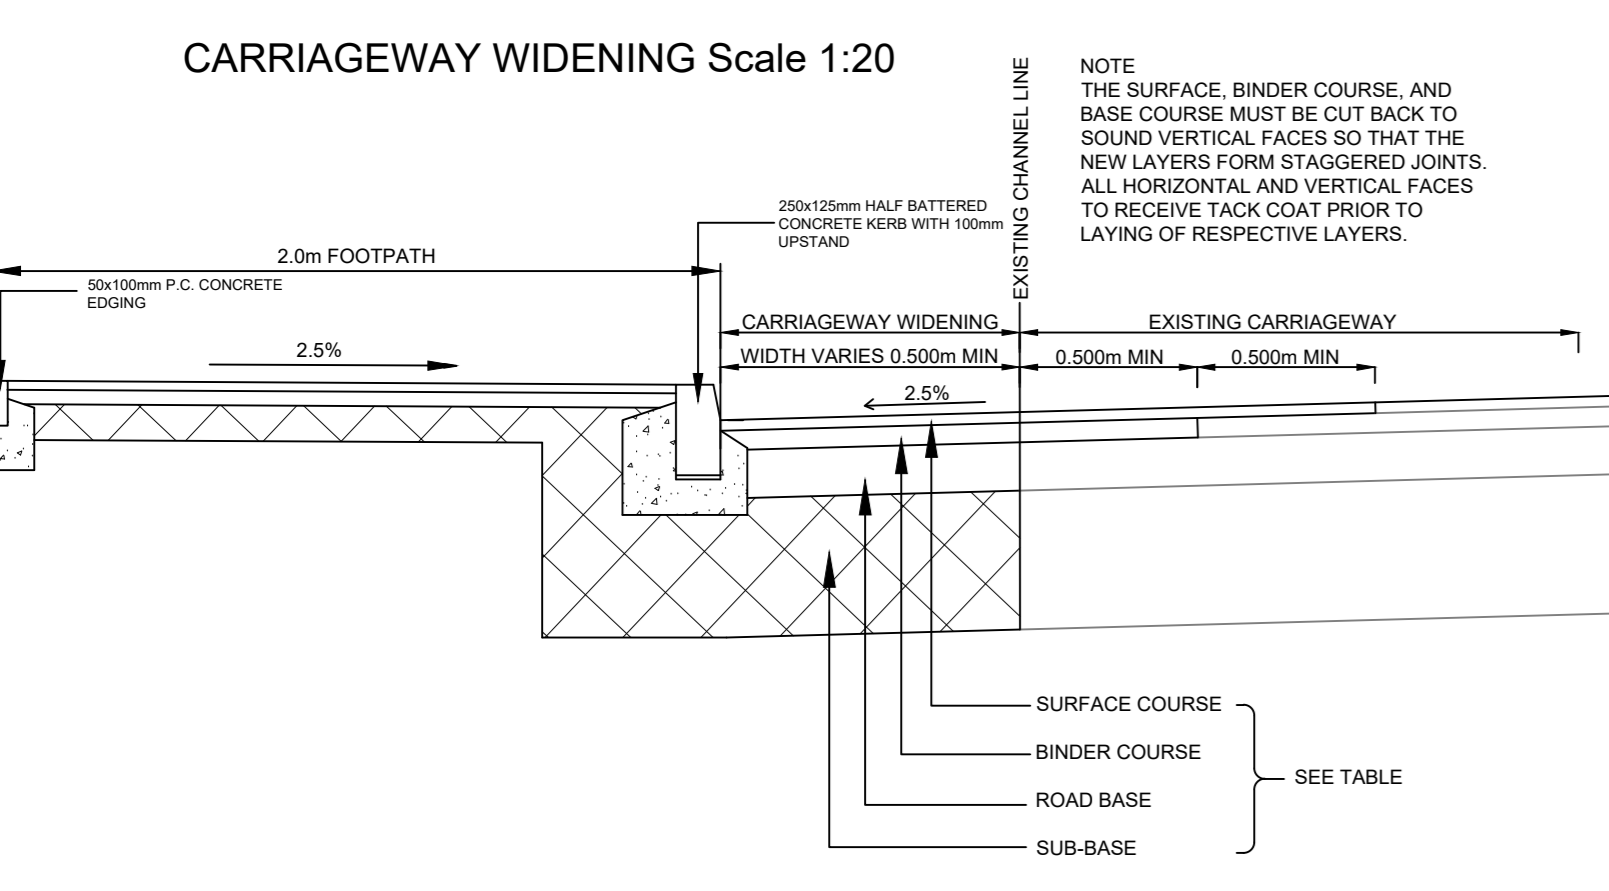 CARRIAGEWAY WIDENING Scale 1:20
EXISTING CHANNEL LINE
NOTE
THE SURFACE, BINDER COURSE, AND
BASE COURSE MUST BE CUT BACK TO
SOUND VERTICAL FACES SO THAT THE
NEW LAYERS FORM STAGGERED JOINTS.
ALL HORIZONTAL AND VERTICAL FACES
TO RECEIVE TACK COAT PRIOR TO
LAYING OF RESPECTIVE LAYERS.
250x125mm HALF BATTERED
CONCRETE KERB WITH 100mm
UPSTAND
2.0m FOOTPATH
50x100mm P.C. CONCRETE
EDGING
CARRIAGEWAY WIDENING
EXISTING CARRIAGEWAY
2.5%
WIDTH VARIES 0.500m MIN
0.500m MIN
0.500m MIN
2.5%
SURFACE COURSE
BINDER COURSE
SEE TABLE
ROAD BASE
SUB-BASE